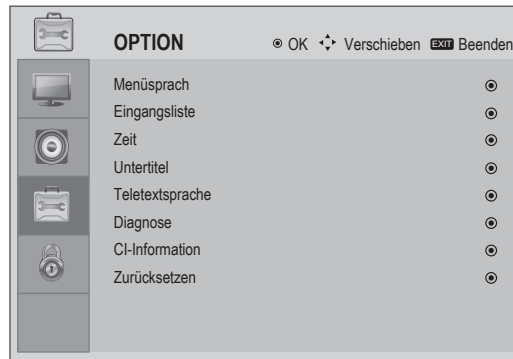 OPTION OK Verschieben EXIT Beenden
Menüsprach
Eingangsliste
Zeit
Untertitel
Teletextsprache
Diagnose
CI-Information
Zurücksetzen